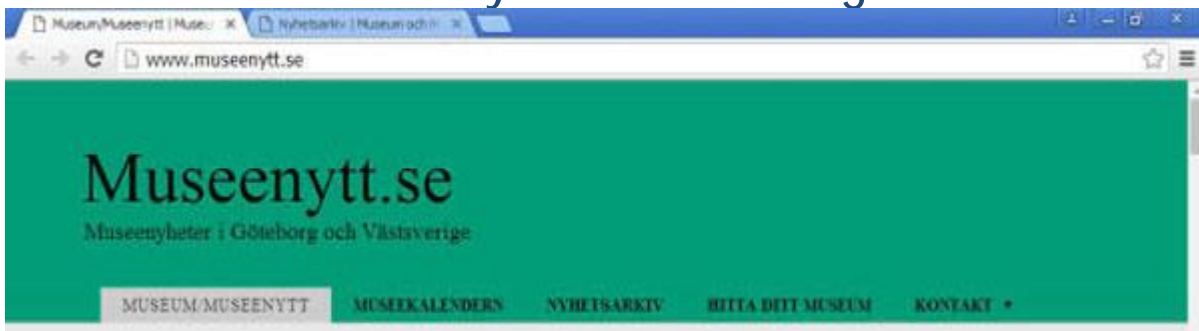 Museum/Museenytt | Museu Nyhetsarkiv | Museum och m
www.museenytt.se
Museenytt.se
Museenyheter i Göteborg och Västsverige
MUSEUM/MUSEENYTT MUSEEKALENDERN NYHETSARKIV HITTA DITT MUSEUM KONTAKT